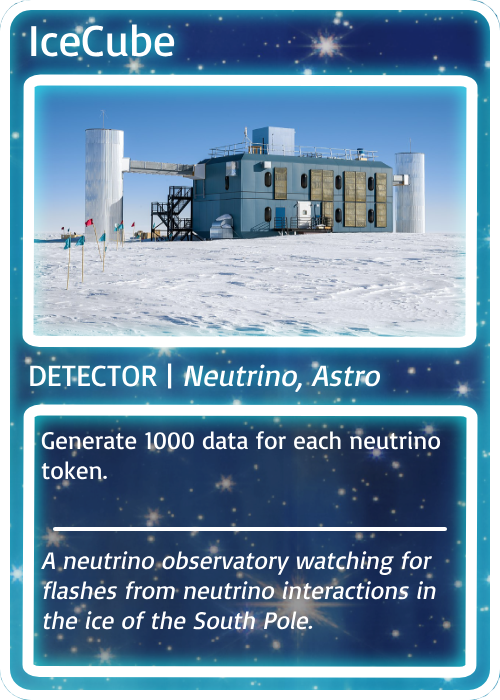 IceCube
DETECTOR | Neutrino, Astro
Generate 1000 data for each neutrino
token.
A neutrino observatory watching for
flashes from neutrino interactions in
the ice of the South Pole.